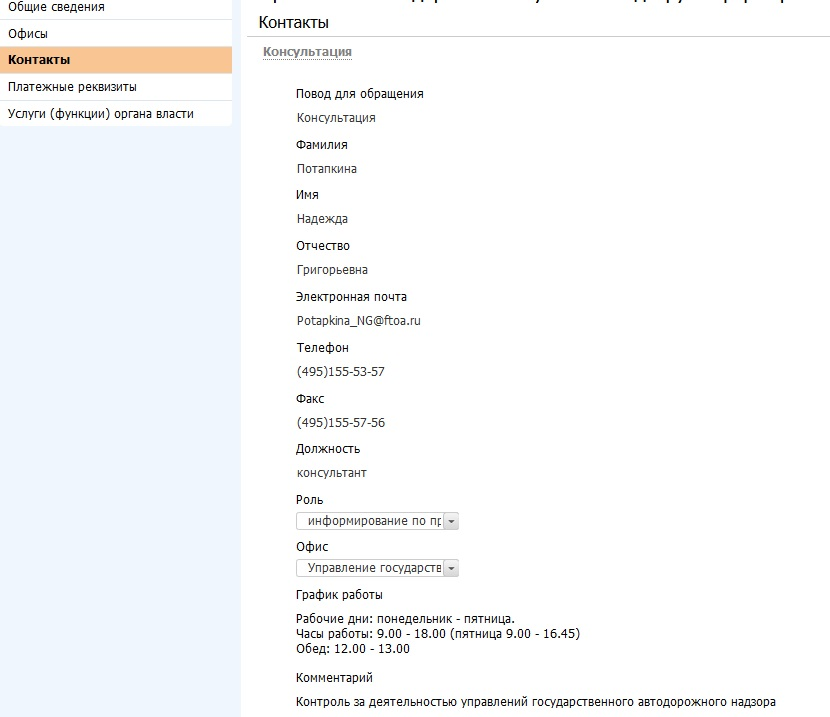 Общие сведения
Офисы
Контакты
Платежные реквизиты
Услуги (функции) органа власти
Контакты
Консультация
Повод для обращения
Консультация
Фамилия
Потапкина
Имя
Надежда
Отчество
Григорьевна
Электронная почта
Potapkina_NG@ftoa.ru
Телефон
(495)155-53-57
Факс
(495)155-57-56
Должность
консультант
Роль
информирование по пр
Офис
Управление государств
График работы
Рабочие дни: понедельник - пятница.
Часы работы: 9.00 - 18.00 (пятница 9.00 - 16.45)
Обед: 12.00 - 13.00
Комментарий
Контроль за деятельностью управлений государственного автодорожного надзора